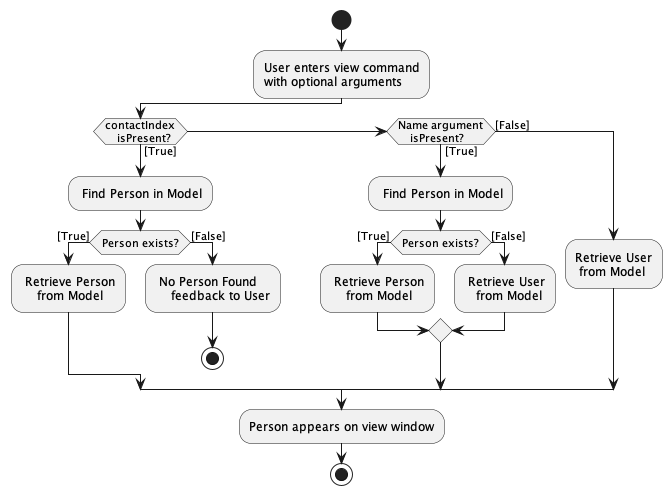 User enters view command
with optional arguments
contactIndex
isPresent?
[True]
Name argument
isPresent?
[False]
[True]
Find Person in Model
Find Person in Model
[True]
Person exists?
[False]
[True]
Person exists?
[False]
Retrieve User
from Model
Retrieve Person
from Model
No Person Found
feedback to User
Retrieve Person
from Model
Retrieve User
from Model
Person appears on view window